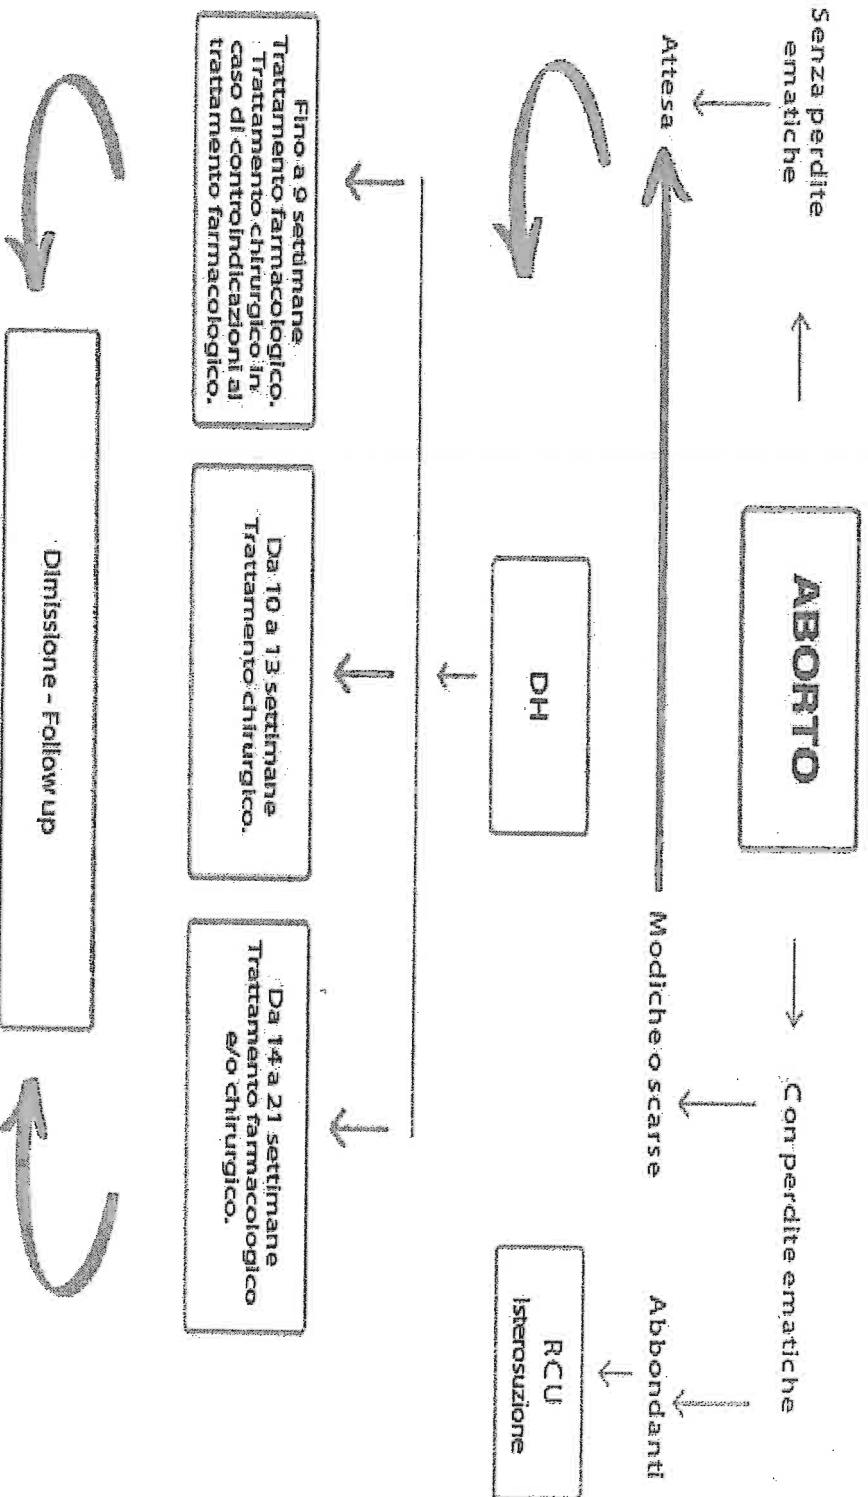 ABORTO
Senza perdite
ematiche
Con perdite ematiche
Attesa
Modiche o scarse
Abbondanti
DH
RCU
Isterosuzione
Fino a 9 settimane
Trattamento farmacologico.
Trattamento chirurgico in
caso di controindicazioni al
trattamento farmacologico.
Da 10 a 13 settimane
Trattamento chirurgico.
Da 14 a 21 settimane
Trattamento farmacologico
e/o chirurgico.
Dimissione - Follow up